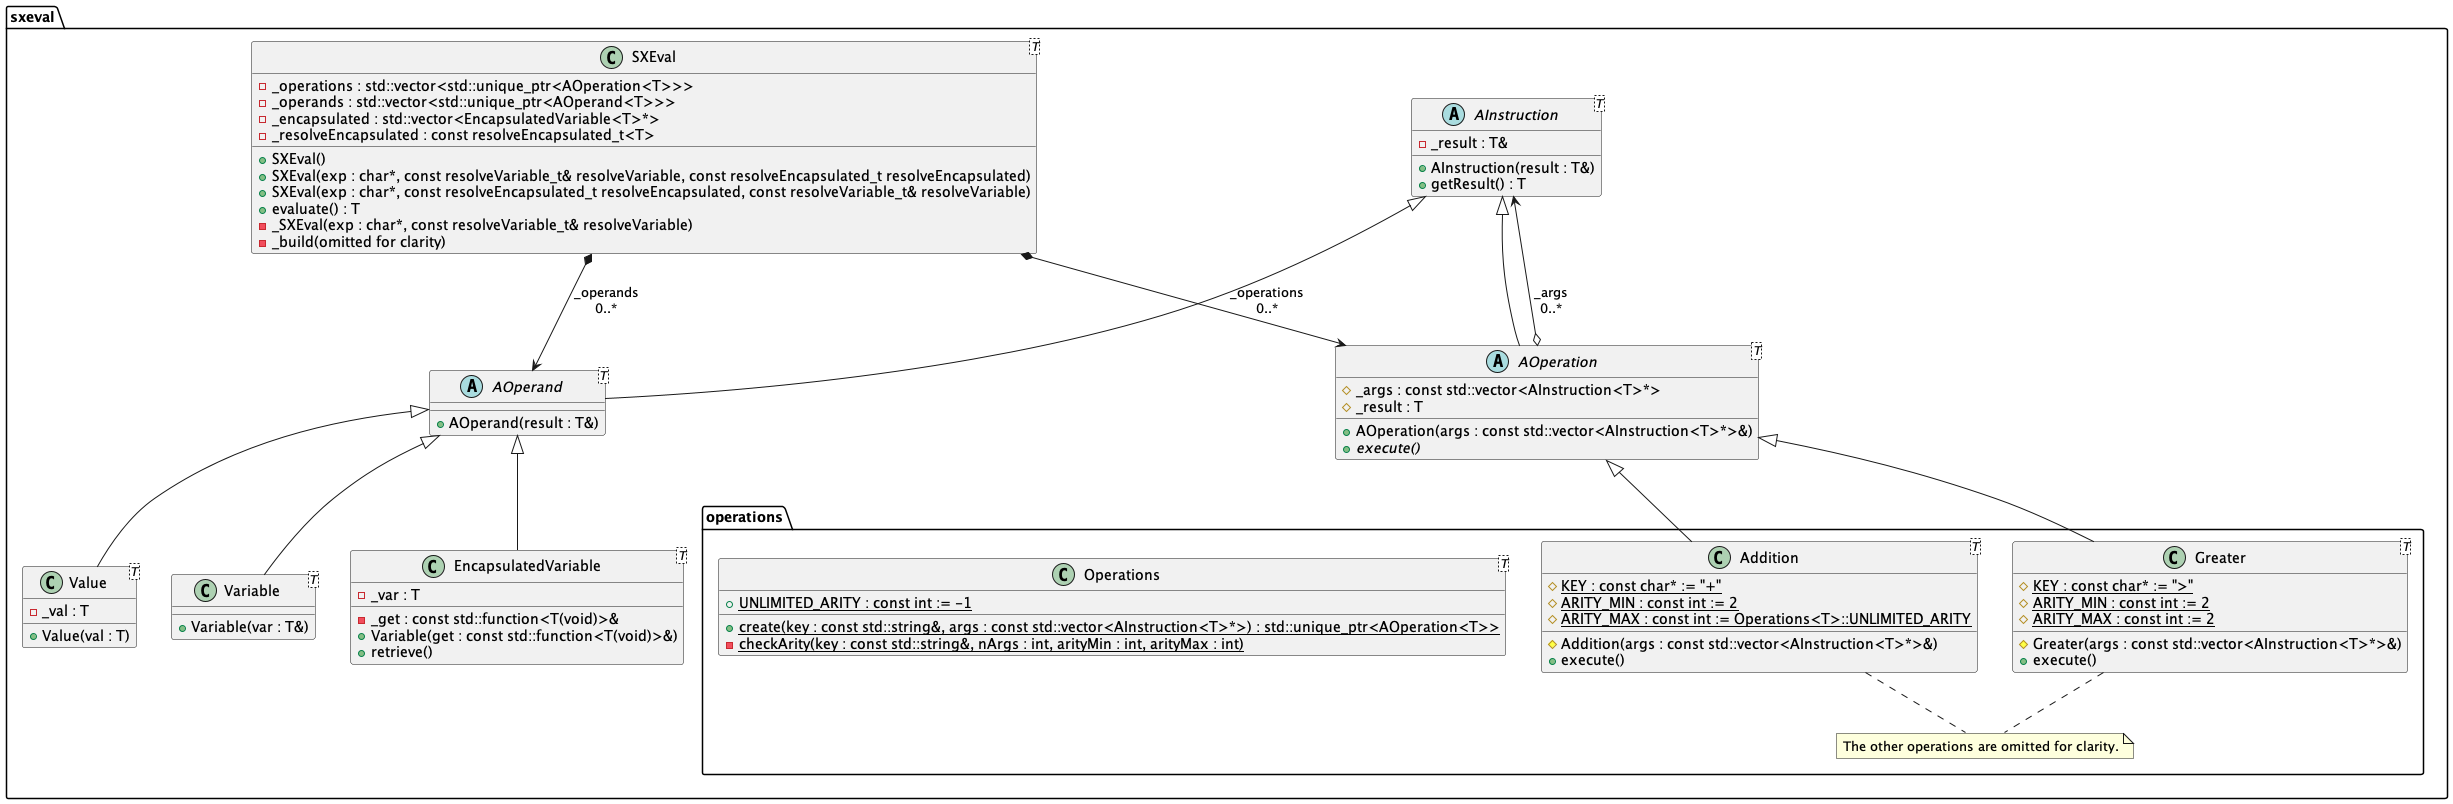 sxeval
C SXEval T
_operations : std::vector<std::unique_ptr<AOperation<T>>>
_operands : std::vector<std::unique_ptr<AOperand<T>>>
_encapsulated : std::vector<EncapsulatedVariable<T>*>
_resolveEncapsulated : const resolveEncapsulated_t<T>
SXEval()
SXEval(exp : char*, const resolveVariable_t& resolveVariable, const resolveEncapsulated_t resolveEncapsulated)
SXEval(exp : char*, const resolveEncapsulated_t resolveEncapsulated, const resolveVariable_t& resolveVariable)
evaluate() : T
_SXEval(exp : char*, const resolveVariable_t& resolveVariable)
_build(omitted for clarity)
A AInstruction T
_result : T&
AInstruction(result : T&)
getResult() : T
_operands
0..*
_operations
0..*
_args
0..*
A AOperand T
AOperand(result : T&)
A AOperation T
_args : const std::vector<AInstruction<T>*>
_result : T
AOperation(args : const std::vector<AInstruction<T>*>&)
execute()
C Value T
_val : T
Value(val : T)
C Variable T
Variable(var : T&)
C EncapsulatedVariable T
_var : T
_get : const std::function<T(void)>&
Variable(get : const std::function<T(void)>&)
retrieve()
operations
C Operations T
UNLIMITED_ARITY : const int := -1
create(key : const std::string&, args : const std::vector<AInstruction<T>*>) : std::unique_ptr<AOperation<T>>
checkArity(key : const std::string&, nArgs : int, arityMin : int, arityMax : int)
C Addition T
KEY : const char* := "+"
ARITY_MIN : const int := 2
ARITY_MAX : const int := Operations<T>::UNLIMITED_ARITY
Addition(args : const std::vector<AInstruction<T>*>&)
execute()
C Greater T
KEY : const char* := ">"
ARITY_MIN : const int := 2
ARITY_MAX : const int := 2
Greater(args : const std::vector<AInstruction<T>*>&)
execute()
The other operations are omitted for clarity.